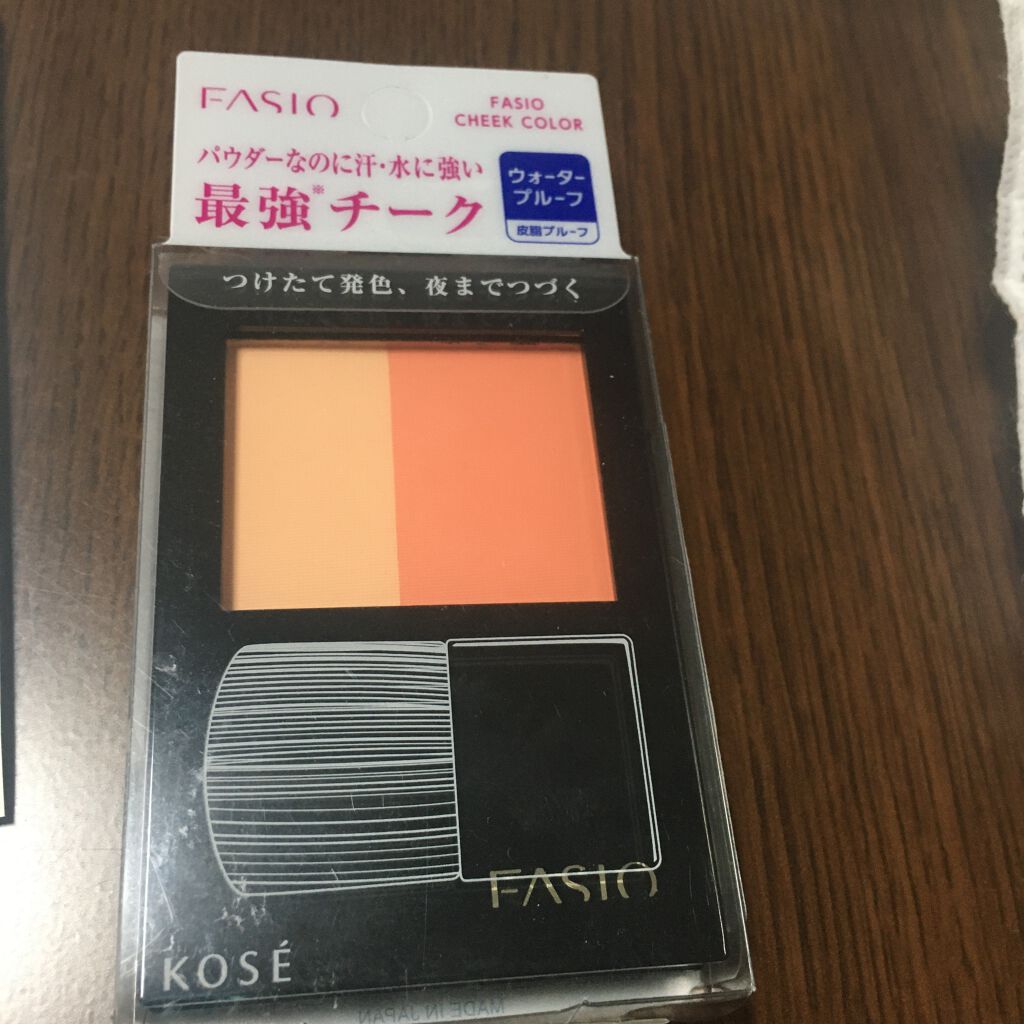 FASIO
FASIO
CHEEK COLOR
パウダーなのに汗・水に強い
最強※チーク
ウォーター
プルーフ
皮脂プルーフ
つけたて発色、夜までつづく
FASIO
KOSÉ
MADE IN JAPAN